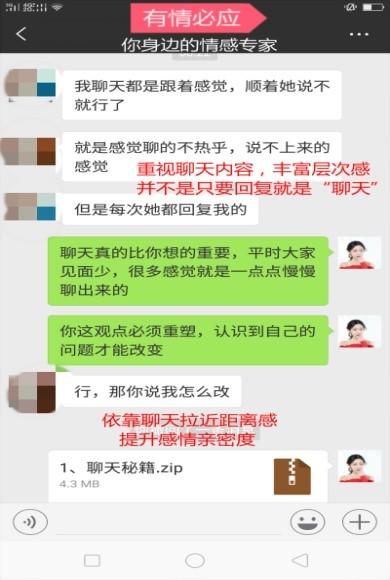 有情必应
你身边的情感专家
我聊天都是跟着感觉，顺着她说不
就行了
就是感觉聊的不热乎，说不上来的
感觉
重视聊天内容，丰富层次感
并不是只要回复就是“聊天”
但是每次她都回复我的
聊天真的比你想的重要，平时大家
见面少，很多感觉就是一点点慢慢
聊出来的
你这观点必须重塑，认识到自己的
问题才能改变
行，那你说我怎么改
依靠聊天拉近距离感
提升感情亲密度
1、聊天秘籍.zip
4.3 MB